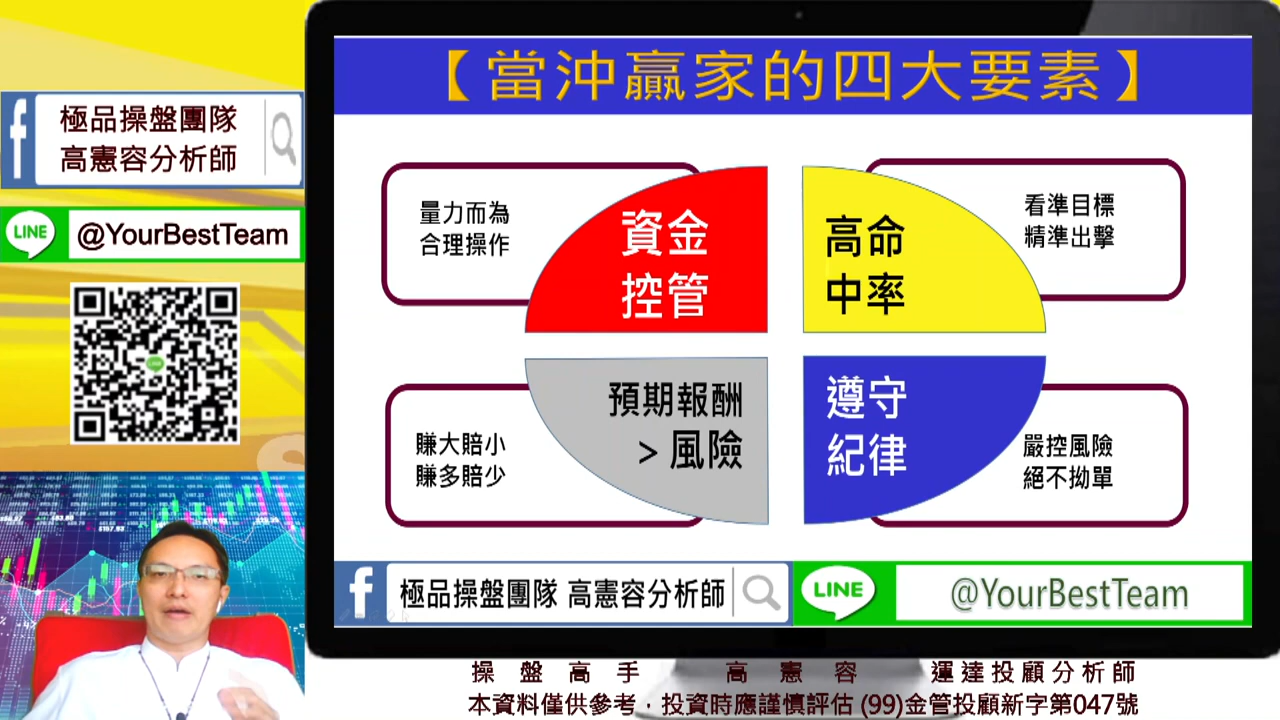 極品操盤團隊
高憲容分析師
LINE
@YourBestTeam
LINE
【當沖贏家的四大要素】
量力而為
合理操作
資金
控管
高命
中率
看準目標
精準出擊
賺大賠小
賺多賠少
預期報酬
> 風險
遵守
紀律
嚴控風險
絕不拗單
極品操盤團隊 高憲容分析師
LINE
@YourBestTeam
操盤高手 高憲容 運達投顧分析師
本資料僅供參考，投資時應謹慎評估 (99)金管投顧新字第047號